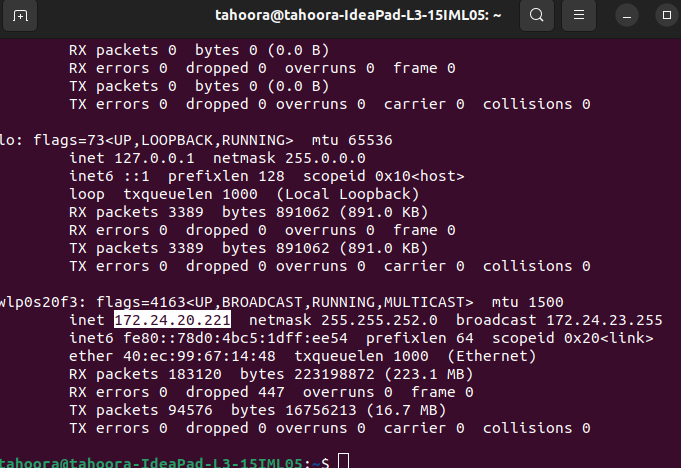 tahoora@tahoora-IdeaPad-L3-15IML05: ~
RX packets 0  bytes 0 (0.0 B)
RX errors 0  dropped 0  overruns 0  frame 0
TX packets 0  bytes 0 (0.0 B)
TX errors 0  dropped 0 overruns 0  carrier 0  collisions 0
lo: flags=73<UP,LOOPBACK,RUNNING>  mtu 65536
inet 127.0.0.1  netmask 255.0.0.0
inet6 ::1  prefixlen 128  scopeid 0x10<host>
loop  txqueuelen 1000  (Local Loopback)
RX packets 3389  bytes 891062 (891.0 KB)
RX errors 0  dropped 0  overruns 0  frame 0
TX packets 3389  bytes 891062 (891.0 KB)
TX errors 0  dropped 0 overruns 0  carrier 0  collisions 0
wlp0s20f3: flags=4163<UP,BROADCAST,RUNNING,MULTICAST>  mtu 1500
inet 172.24.20.221  netmask 255.255.252.0  broadcast 172.24.23.255
inet6 fe80::78d0:4bc5:1dff:ee54  prefixlen 64  scopeid 0x20<link>
ether 40:ec:99:67:14:48  txqueuelen 1000  (Ethernet)
RX packets 183120  bytes 223198872 (223.1 MB)
RX errors 0  dropped 447  overruns 0  frame 0
TX packets 94576  bytes 16756213 (16.7 MB)
TX errors 0  dropped 0 overruns 0  carrier 0  collisions 0
tahoora@tahoora-IdeaPad-L3-15IML05:~$